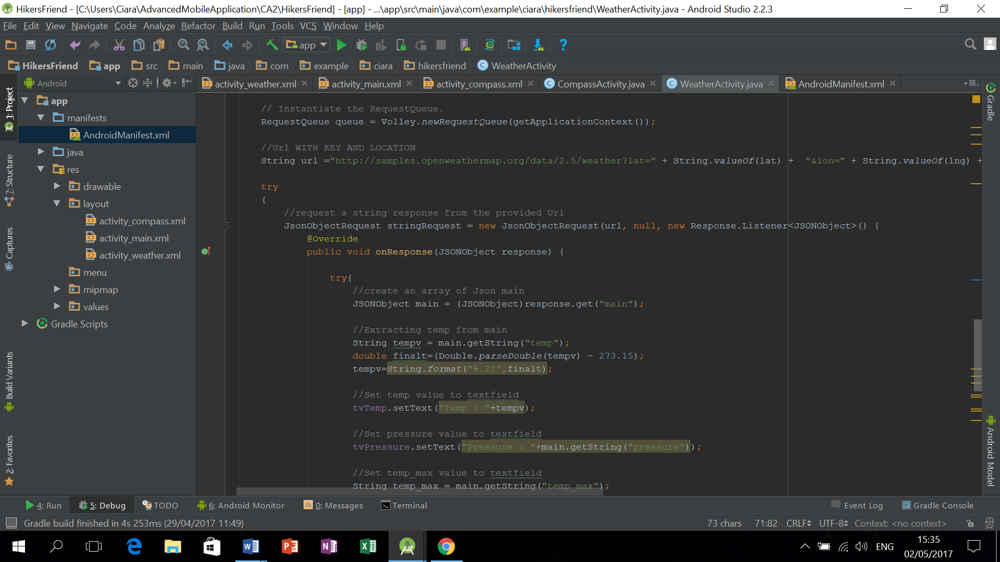 HikersFriend - [C:\Users\Ciara\AdvancedMobileApplication\CA2\HikersFriend] - [app] - ...\app\src\main\java\com\example\ciara\hikersfriend\WeatherActivity.java - Android Studio 2.2.3
File Edit View Navigate Code Analyze Refactor Build Run Tools VCS Window Help
app
HikersFriend app src main java com example ciara hikersfriend WeatherActivity
Android
activity_weather.xml activity_main.xml activity_compass.xml CompassActivity.java WeatherActivity.java AndroidManifest.xml
1: Project
7: Structure
Captures
Build Variants
2: Favorites
app
manifests
AndroidManifest.xml
java
res
drawable
layout
activity_compass.xml
activity_main.xml
activity_weather.xml
menu
mipmap
values
Gradle Scripts
// Instantiate the RequestQueue.
RequestQueue queue = Volley.newRequestQueue(getApplicationContext());
//Url WITH KEY AND LOCATION
String url ="http://samples.openweathermap.org/data/2.5/weather?lat=" + String.valueOf(lat) + "&lon=" + String.valueOf(lng) +
try
{
//request a string response from the provided Url
JsonObjectRequest stringRequest = new JsonObjectRequest(url, null, new Response.Listener<JSONObject>() {
@Override
public void onResponse(JSONObject response) {
try{
//create an array of Json main
JSONObject main = (JSONObject)response.get("main");
//Extracting temp from main
String tempv = main.getString("temp");
double finalt=(Double.parseDouble(tempv) - 273.15);
tempv=String.format("%.2f",finalt);
//Set temp value to textfield
tvTemp.setText("Temp : "+tempv);
//Set pressure value to textfield
tvPressure.setText("Pressure : "+main.getString("pressure"));
//Set temp_max value to textfield
String temp_max = main.getString("temp_max");
Gradle
Android Model
4: Run 5: Debug TODO 6: Android Monitor 0: Messages Terminal Event Log Gradle Console
Gradle build finished in 4s 253ms (29/04/2017 11:49) 73 chars 71:82 CRLF UTF-8 Context: <no context>
ENG
15:35
02/05/2017